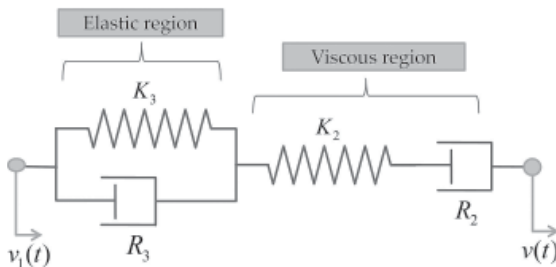 Elastic region
Viscous region
K₃
K₂
R₃
R₂
v₁(t)
v(t)